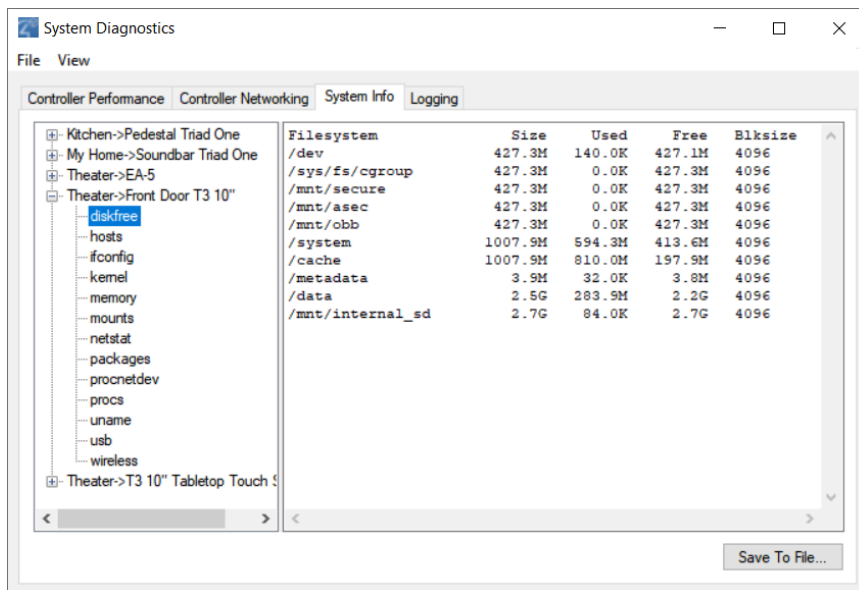 System Diagnostics
File View
Controller Performance Controller Networking System Info Logging
Kitchen->Pedestal Triad One
My Home->Soundbar Triad One
Theater->EA-5
Theater->Front Door T3 10"
diskfree
hosts
ifconfig
kernel
memory
mounts
netstat
packages
procnetdev
procs
uname
usb
wireless
Theater->T3 10" Tabletop Touch
Filesystem Size Used Free Blksize
/dev 427.3M 140.0K 427.1M 4096
/sys/fs/cgroup 427.3M 0.0K 427.3M 4096
/mnt/secure 427.3M 0.0K 427.3M 4096
/mnt/asec 427.3M 0.0K 427.3M 4096
/mnt/obb 427.3M 0.0K 427.3M 4096
/system 1007.9M 594.3M 413.6M 4096
/cache 1007.9M 810.0M 197.9M 4096
/metadata 3.9M 32.0K 3.8M 4096
/data 2.5G 283.9M 2.2G 4096
/mnt/internal_sd 2.7G 84.0K 2.7G 4096
Save To File...